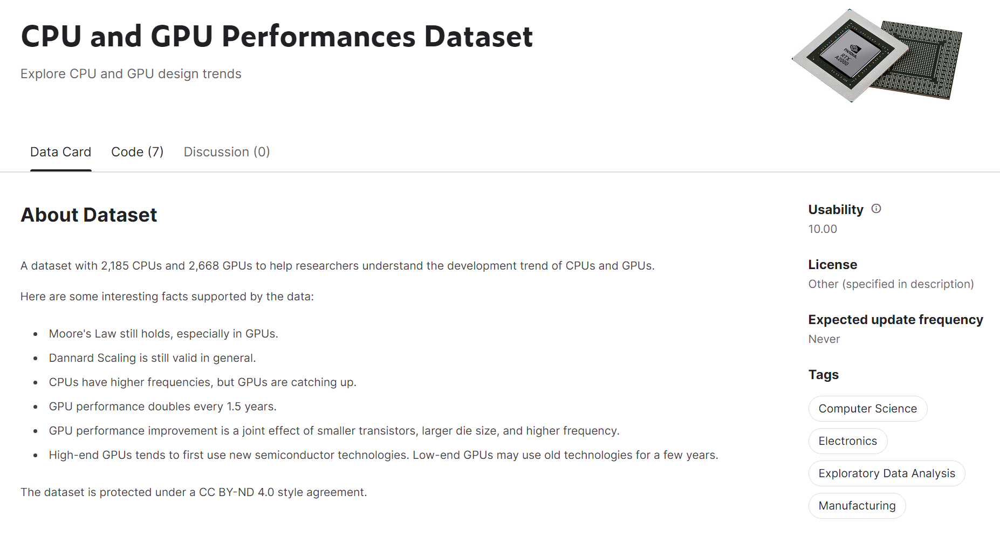 CPU and GPU Performances Dataset
Explore CPU and GPU design trends
NVIDIA.
RTX
A2000
Data Card
Code (7)
Discussion (0)
About Dataset
A dataset with 2,185 CPUs and 2,668 GPUs to help researchers understand the development trend of CPUs and GPUs.
Here are some interesting facts supported by the data:
Moore's Law still holds, especially in GPUs.
Dannard Scaling is still valid in general.
CPUs have higher frequencies, but GPUs are catching up.
GPU performance doubles every 1.5 years.
GPU performance improvement is a joint effect of smaller transistors, larger die size, and higher frequency.
High-end GPUs tends to first use new semiconductor technologies. Low-end GPUs may use old technologies for a few years.
The dataset is protected under a CC BY-ND 4.0 style agreement.
Usability
10.00
License
Other (specified in description)
Expected update frequency
Never
Tags
Computer Science
Electronics
Exploratory Data Analysis
Manufacturing